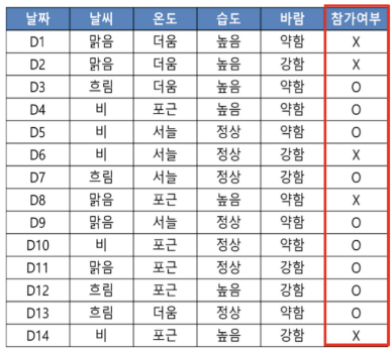 날짜 날씨 온도 습도 바람 참가여부
D1 맑음 더움 높음 약함 X
D2 맑음 더움 높음 강함 X
D3 흐림 더움 높음 약함 O
D4 비 포근 높음 약함 O
D5 비 서늘 정상 약함 O
D6 비 서늘 정상 강함 X
D7 흐림 서늘 정상 강함 O
D8 맑음 포근 높음 약함 X
D9 맑음 서늘 정상 약함 O
D10 비 포근 정상 약함 O
D11 맑음 포근 정상 강함 O
D12 흐림 포근 높음 강함 O
D13 흐림 더움 정상 약함 O
D14 비 포근 높음 강함 X